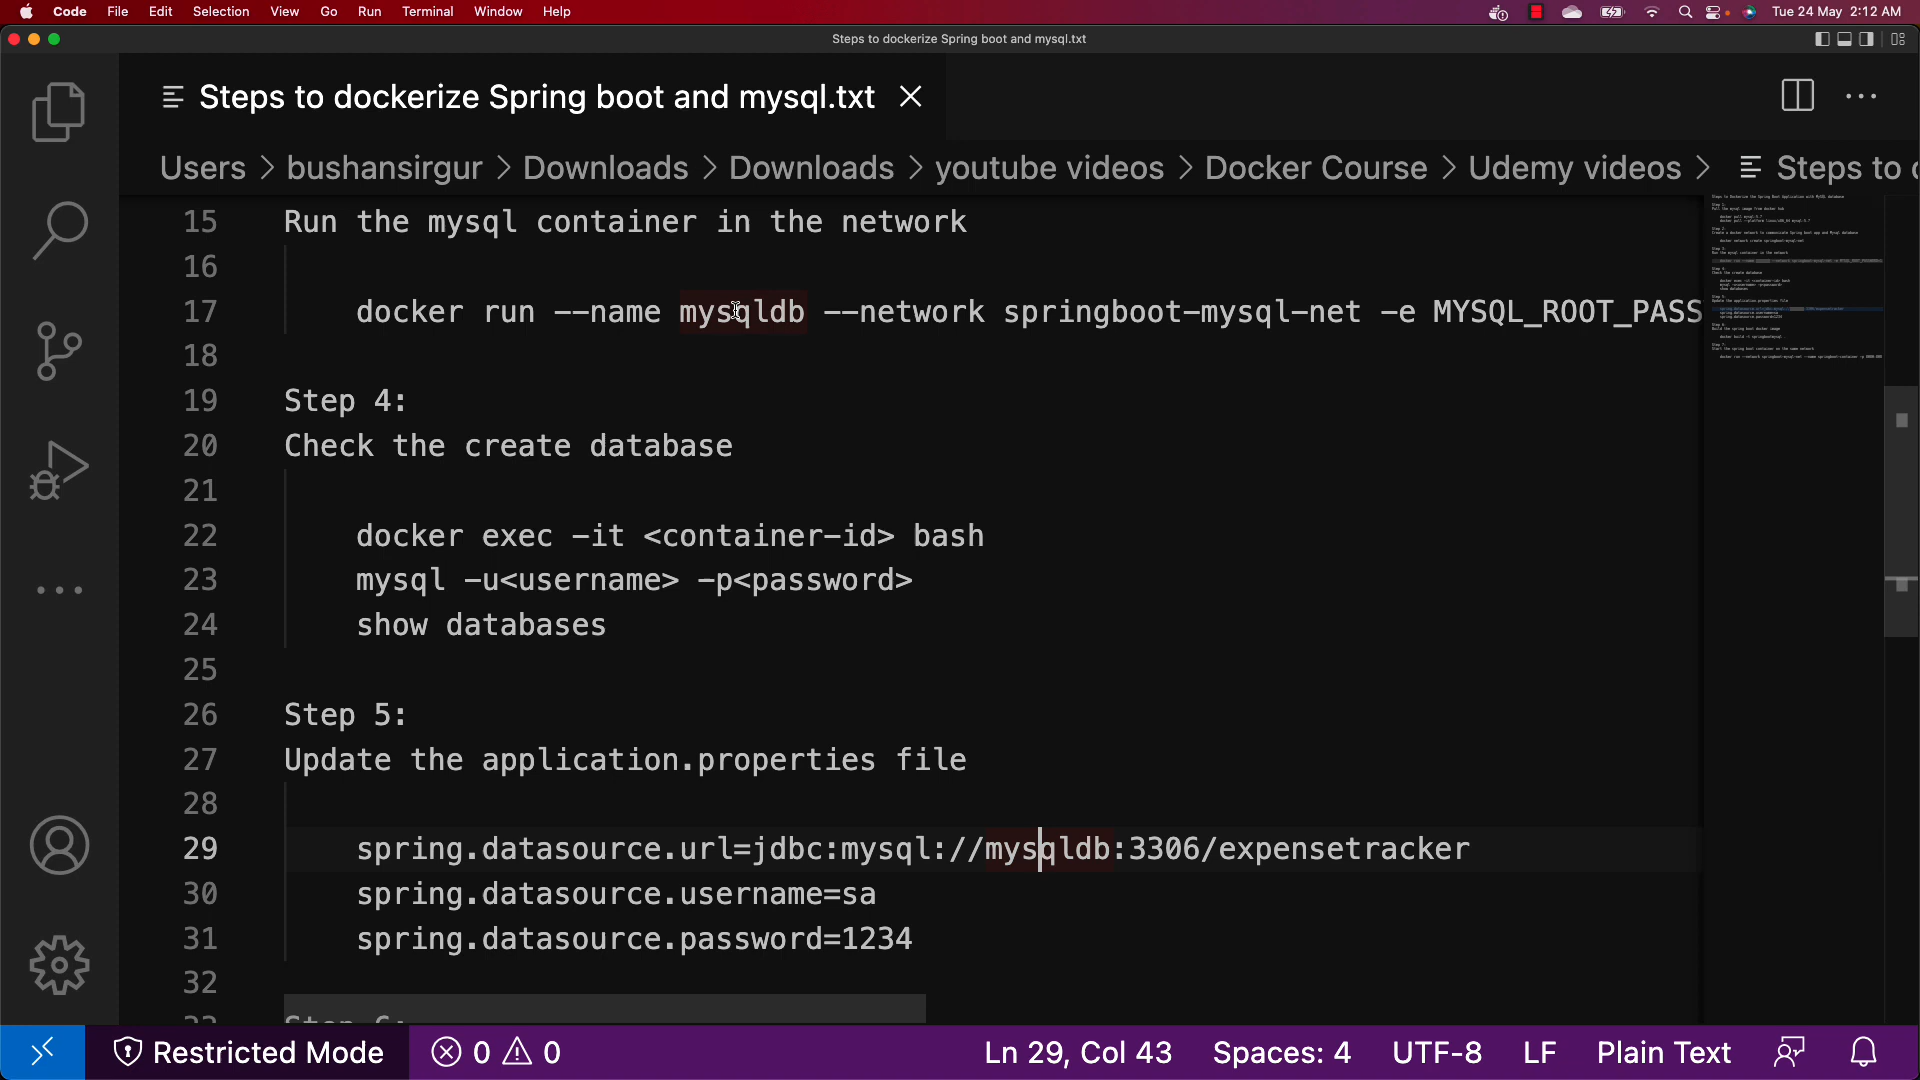 Code File Edit Selection View Go Run Terminal Window Help Tue 24 May 2:12 AM
Steps to dockerize Spring boot and mysql.txt
Steps to dockerize Spring boot and mysql.txt
Users > bushansirgur > Downloads > Downloads > youtube videos > Docker Course > Udemy videos > Steps to
15 Run the mysql container in the network
16
17 docker run --name mysqldb --network springboot-mysql-net -e MYSQL_ROOT_PASS
18
19 Step 4:
20 Check the create database
21
22 docker exec -it <container-id> bash
23 mysql -u<username> -p<password>
24 show databases
25
26 Step 5:
27 Update the application.properties file
28
29 spring.datasource.url=jdbc:mysql://mysqldb:3306/expensetracker
30 spring.datasource.username=sa
31 spring.datasource.password=1234
32
Restricted Mode 0 0 Ln 29, Col 43 Spaces: 4 UTF-8 LF Plain Text